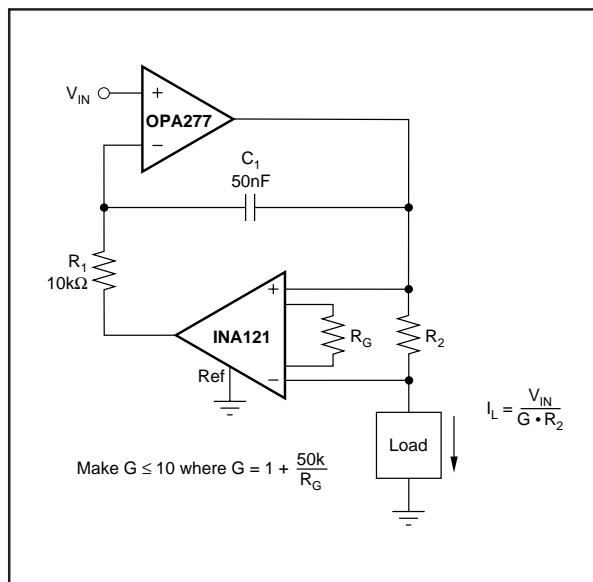 V_IN
+
OPA277
−
C_1
50nF
R_1
10kΩ
+
INA121
−
Ref
R_G
R_2
I_L = V_IN / G • R_2
Load
Make G ≤ 10 where G = 1 + 50k / R_G